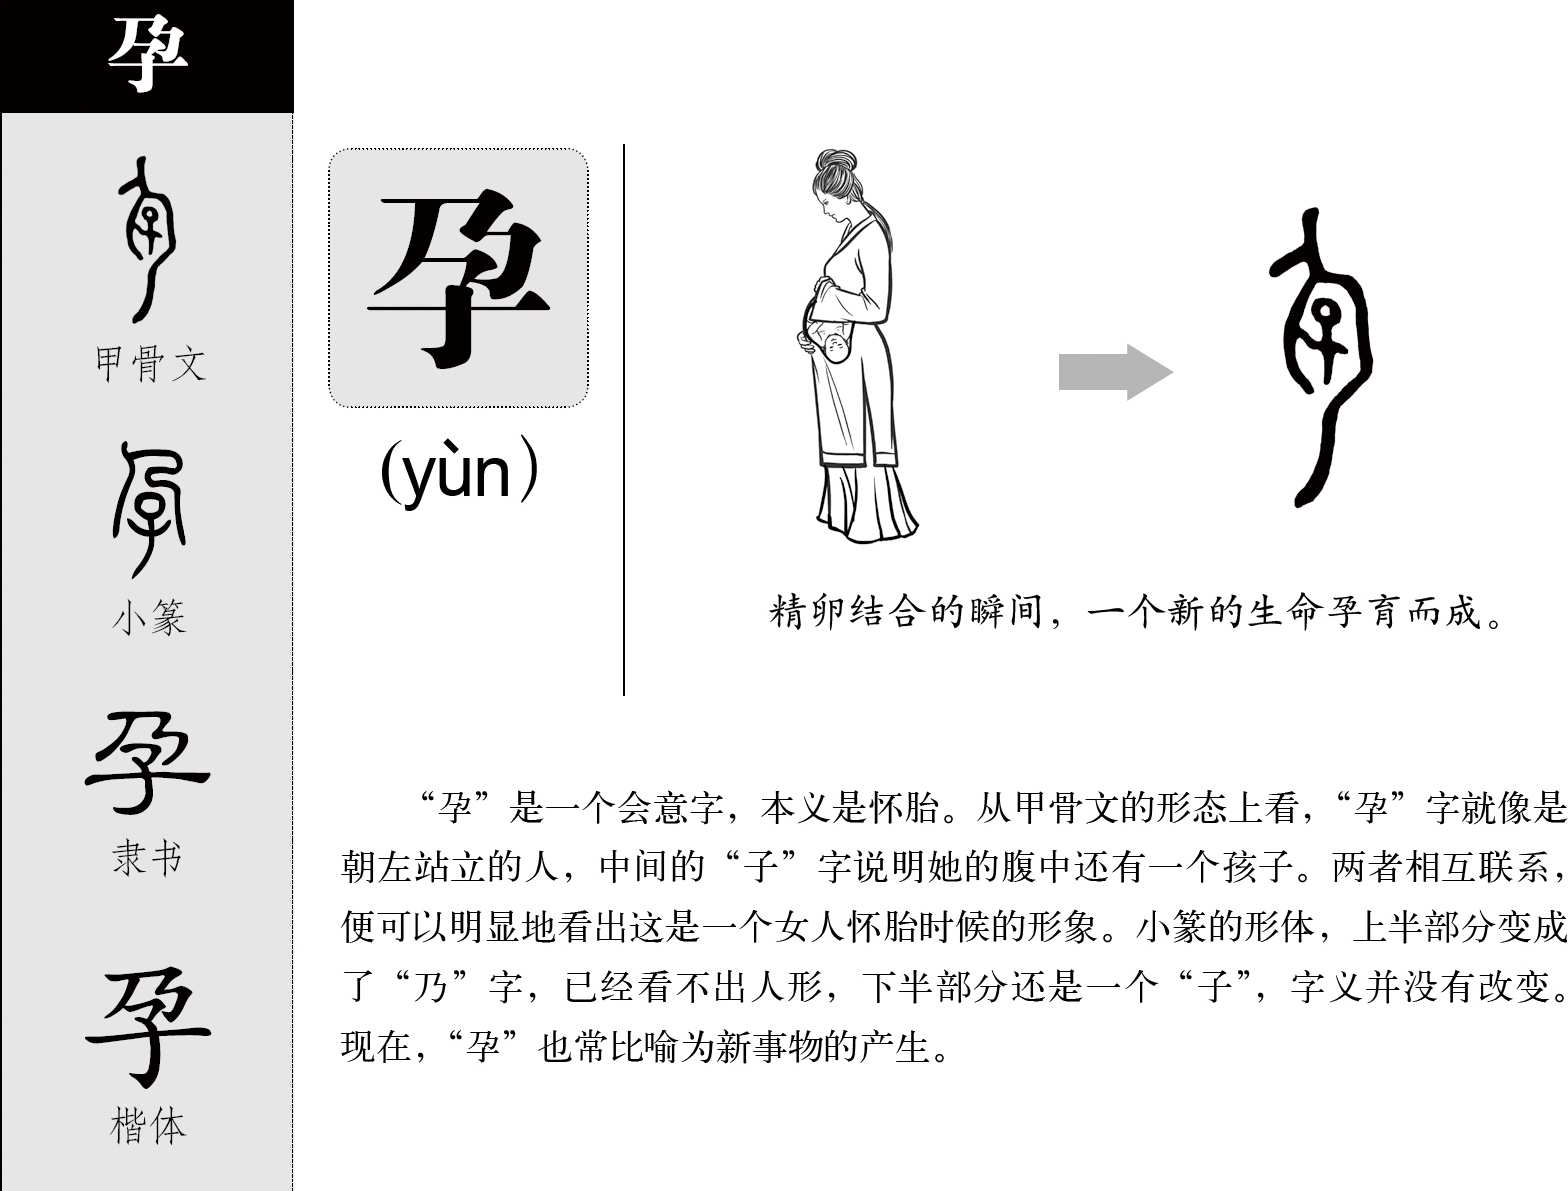 孕
甲骨文
小篆
隶书
楷体
孕
(yùn)
精卵结合的瞬间，一个新的生命孕育而成。
“孕”是一个会意字，本义是怀胎。从甲骨文的形态上看，“孕”字就像是
朝左站立的人，中间的“子”字说明她的腹中还有一个孩子。两者相互联系，
便可以明显地看出这是一个女人怀胎时候的形象。小篆的形体，上半部分变成
了“乃”字，已经看不出人形，下半部分还是一个“子”，字义并没有改变。
现在，“孕”也常比喻为新事物的产生。